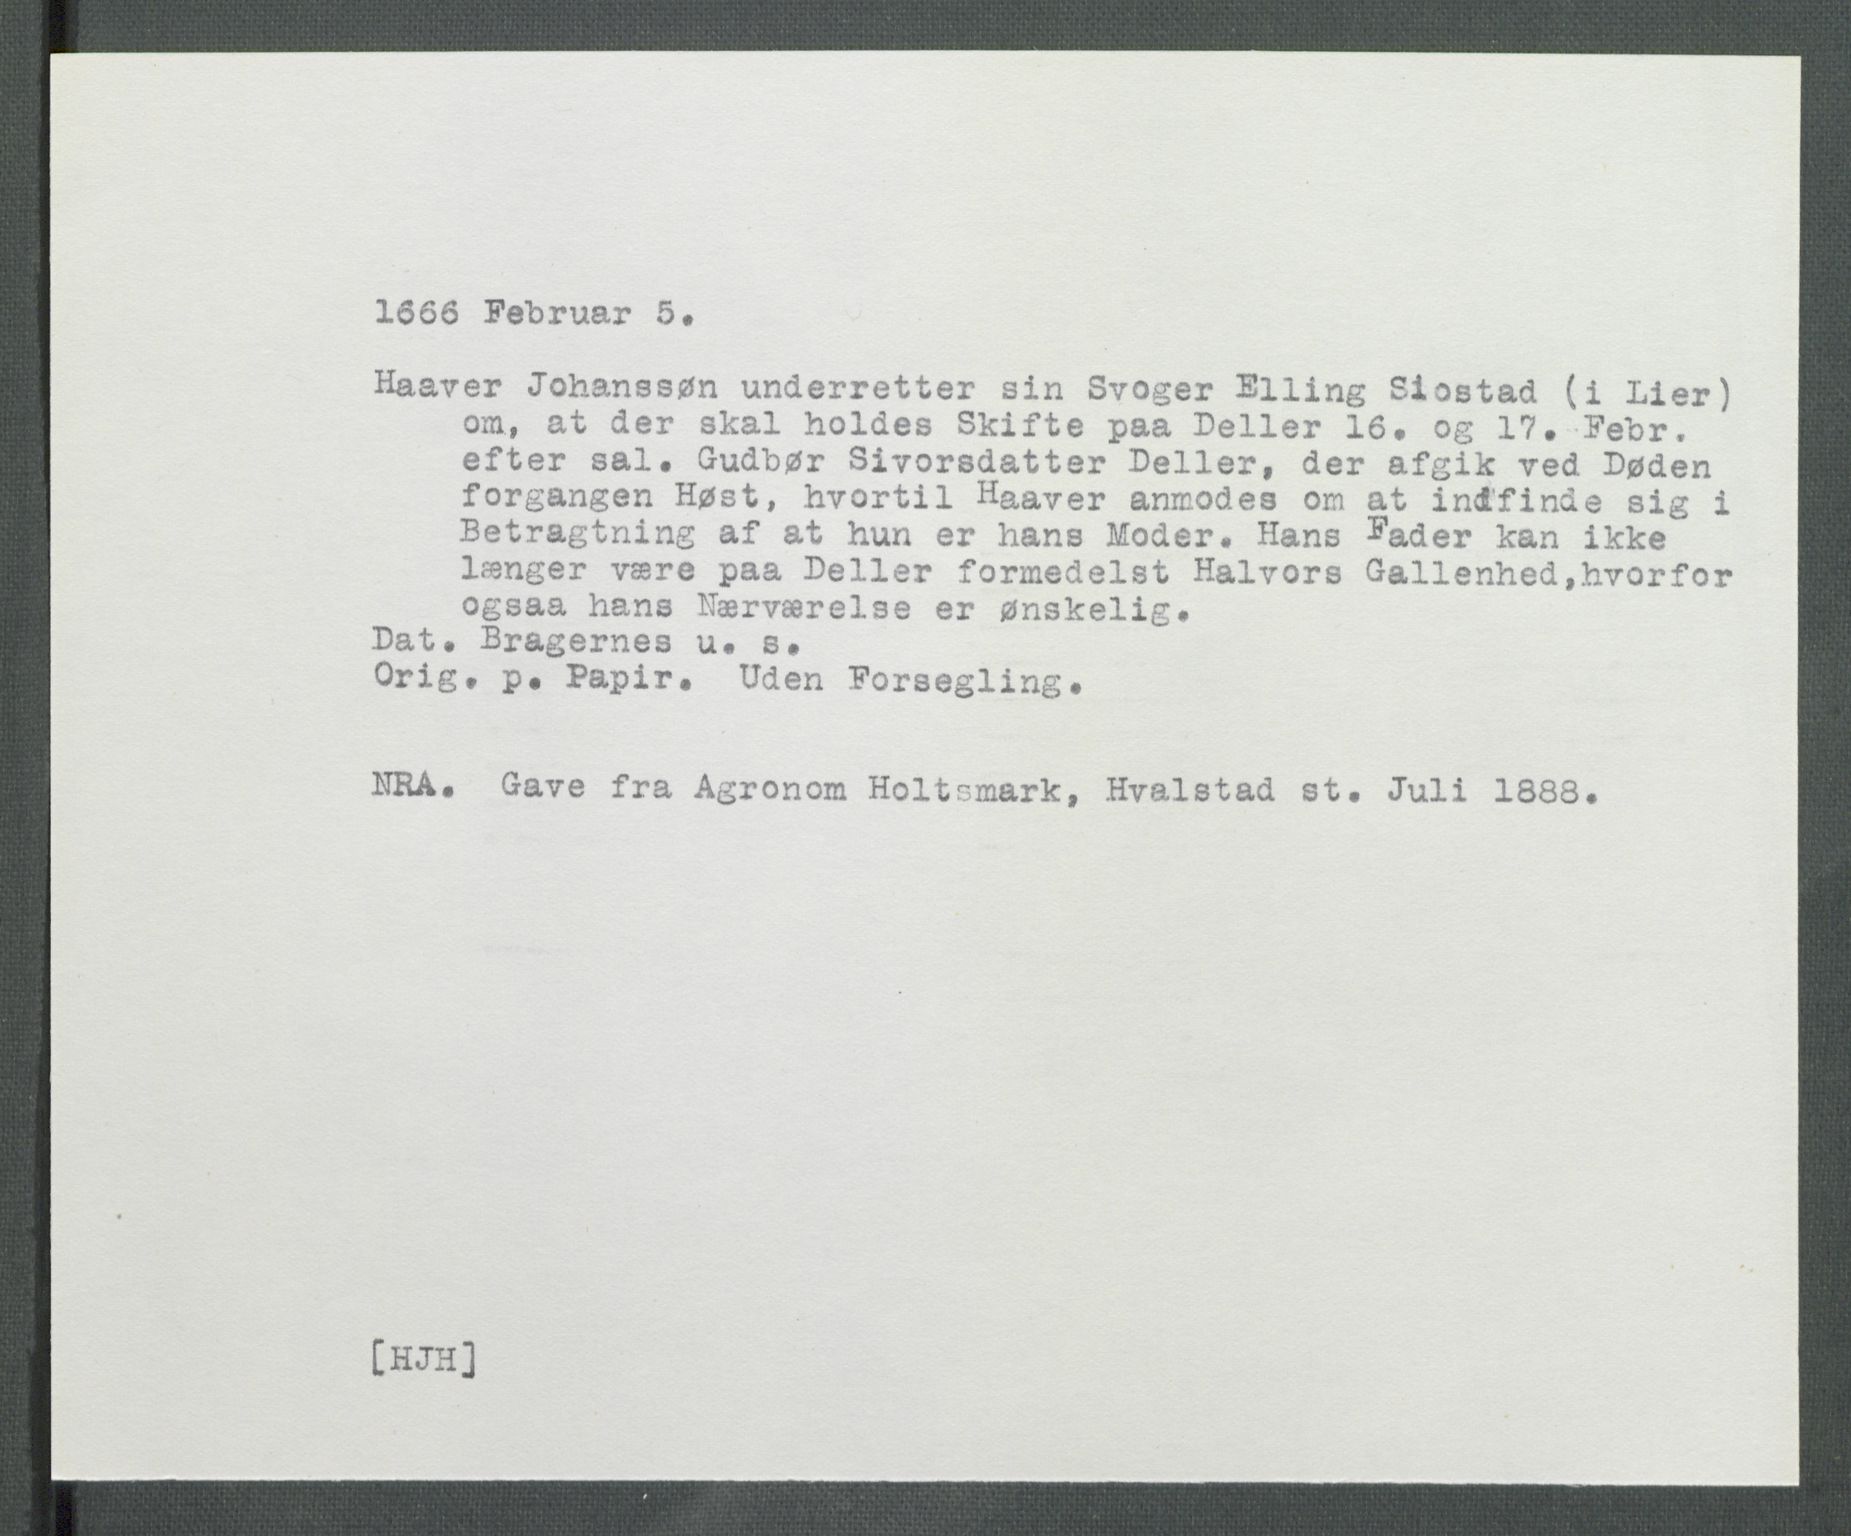 1666 Februar 5.
Haaver Johanssøn underretter sin Svoger Elling Siostad (i Lier)
om, at der skal holdes Skifte paa Deller 16. og 17. Febr.
efter sal. Gudbør Sivorsdatter Deller, der afgik ved Døden
forgangen Høst, hvortil Haaver anmodes om at indfinde sig i
Betragtning af at hun er hans Moder. Hans Fader kan ikke
længer være paa Deller formedelst Halvors Gallenhed,hvorfor
ogsaa hans Nærværelse er ønskelig.
Dat. Bragernes u. s.
Orig. p. Papir. Uden Forsegling.
NRA. Gave fra Agronom Holtsmark, Hvalstad st. Juli 1888.
[HJH]